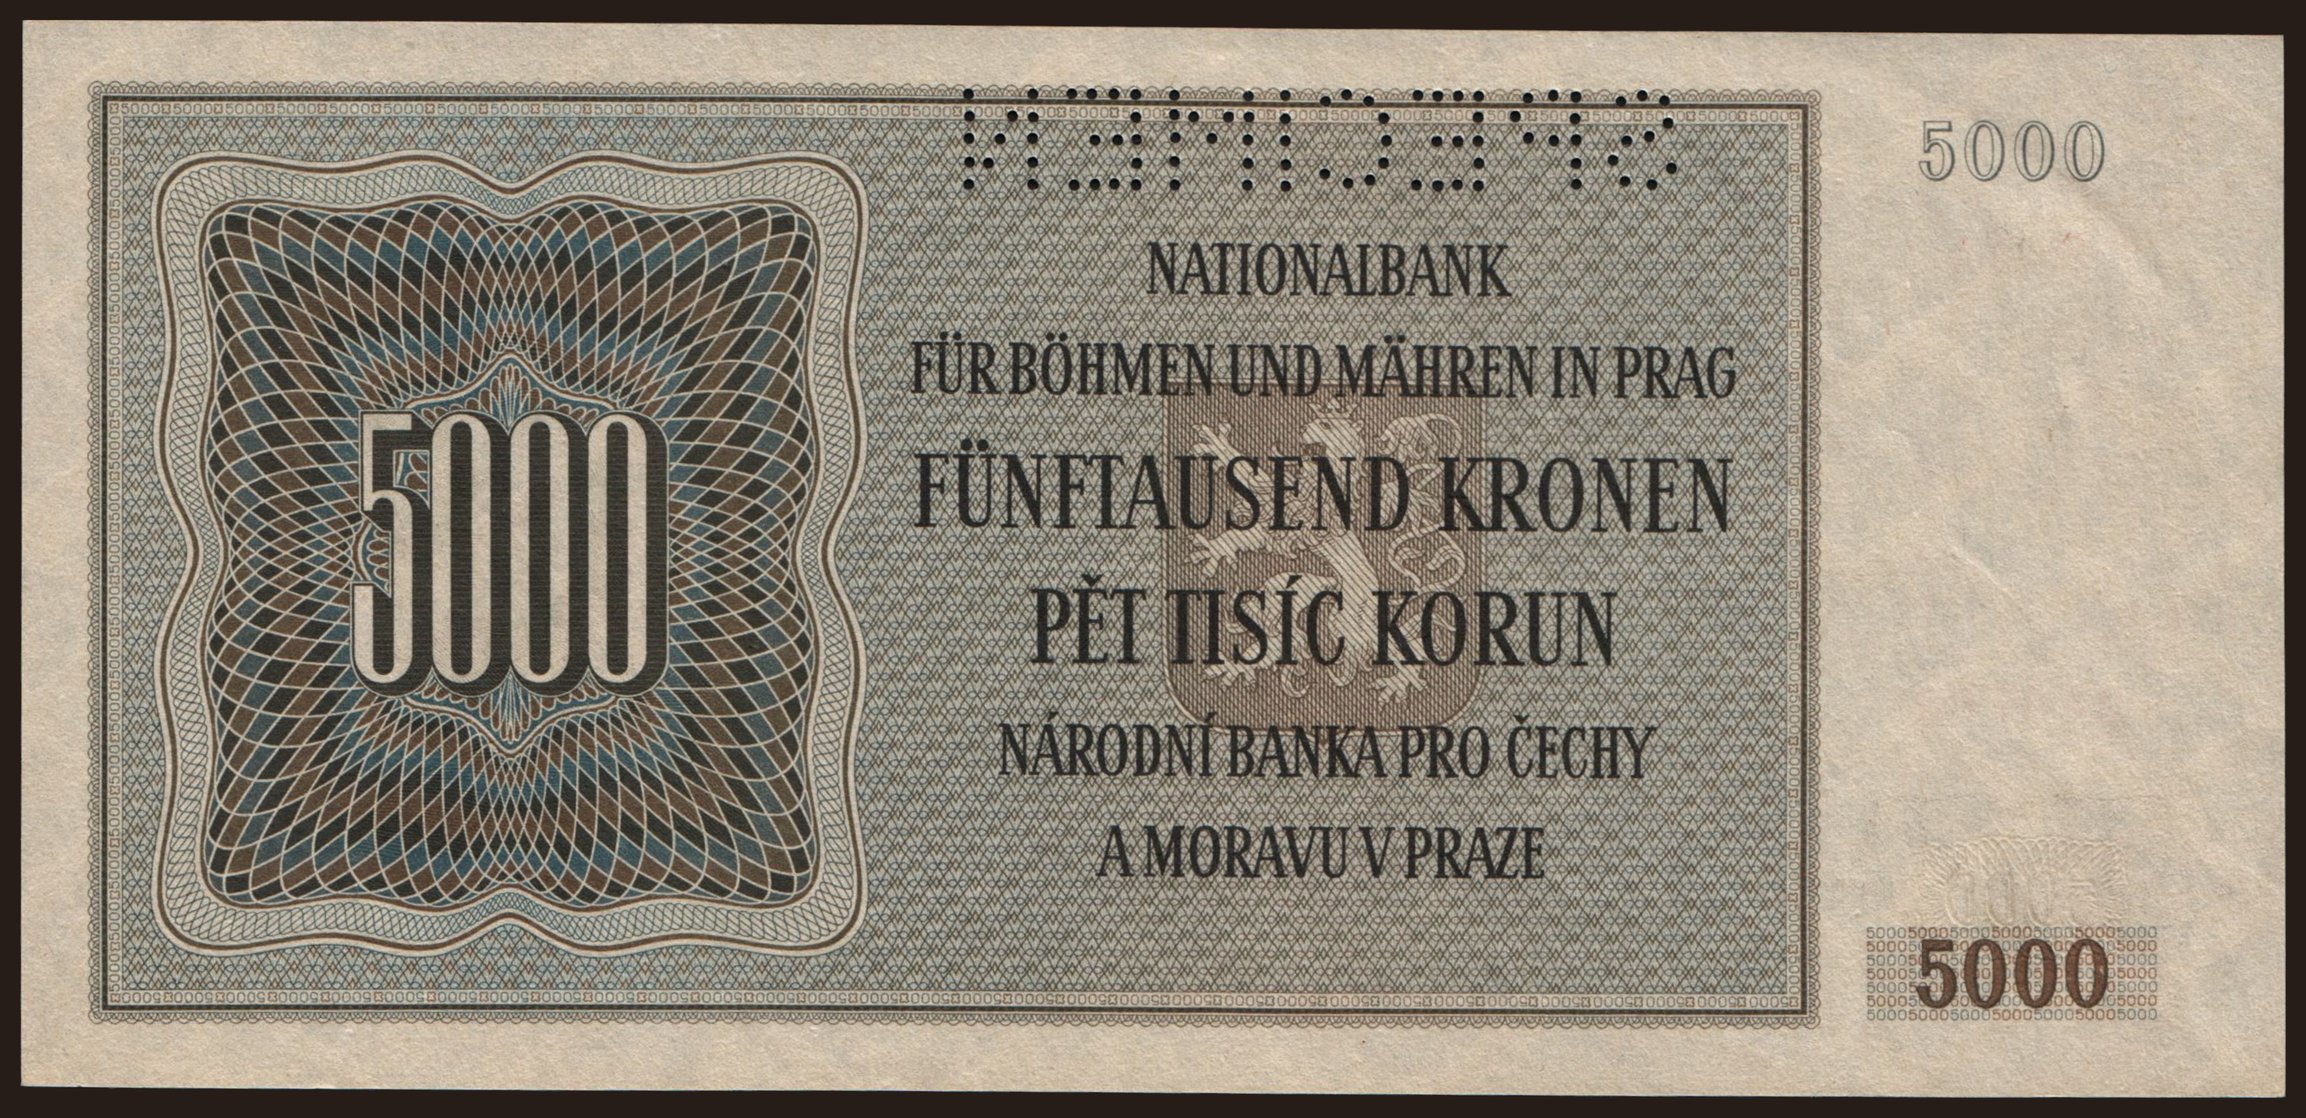 SPECIMEN
5000
NATIONALBANK
FÜR BÖHMEN UND MÄHREN IN PRAG
FÜNFTAUSEND KRONEN
5000
PĚT TISÍC KORUN
NÁRODNÍ BANKA PRO ČECHY
A MORAVU V PRAZE
5000